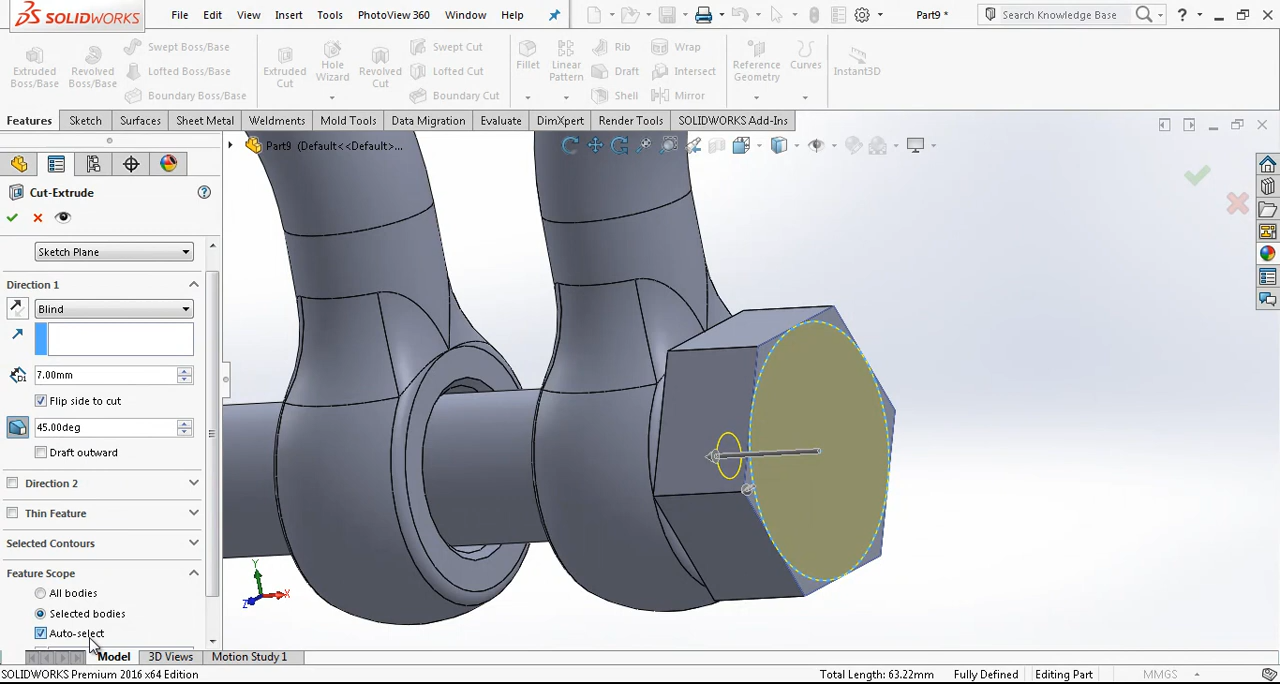 SOLIDWORKS File Edit View Insert Tools PhotoView 360 Window Help Part9 * Search Knowledge Base ?
Extruded Boss/Base
Revolved Boss/Base
Swept Boss/Base
Lofted Boss/Base
Boundary Boss/Base
Extruded Cut
Hole Wizard
Revolved Cut
Swept Cut
Lofted Cut
Boundary Cut
Fillet
Linear Pattern
Rib
Draft
Shell
Wrap
Intersect
Mirror
Reference Geometry
Curves
Instant3D
Features Sketch Surfaces Sheet Metal Weldments Mold Tools Data Migration Evaluate DimXpert Render Tools SOLIDWORKS Add-Ins
Part9 (Default<<Default>...
Cut-Extrude
Sketch Plane
Direction 1
Blind
7.00mm
Flip side to cut
45.00deg
Draft outward
Direction 2
Thin Feature
Selected Contours
Feature Scope
All bodies
Selected bodies
Auto-select
Y
X
Z
Model 3D Views Motion Study 1
SOLIDWORKS Premium 2016 x64 Edition Total Length: 63.22mm Fully Defined Editing Part MMGS